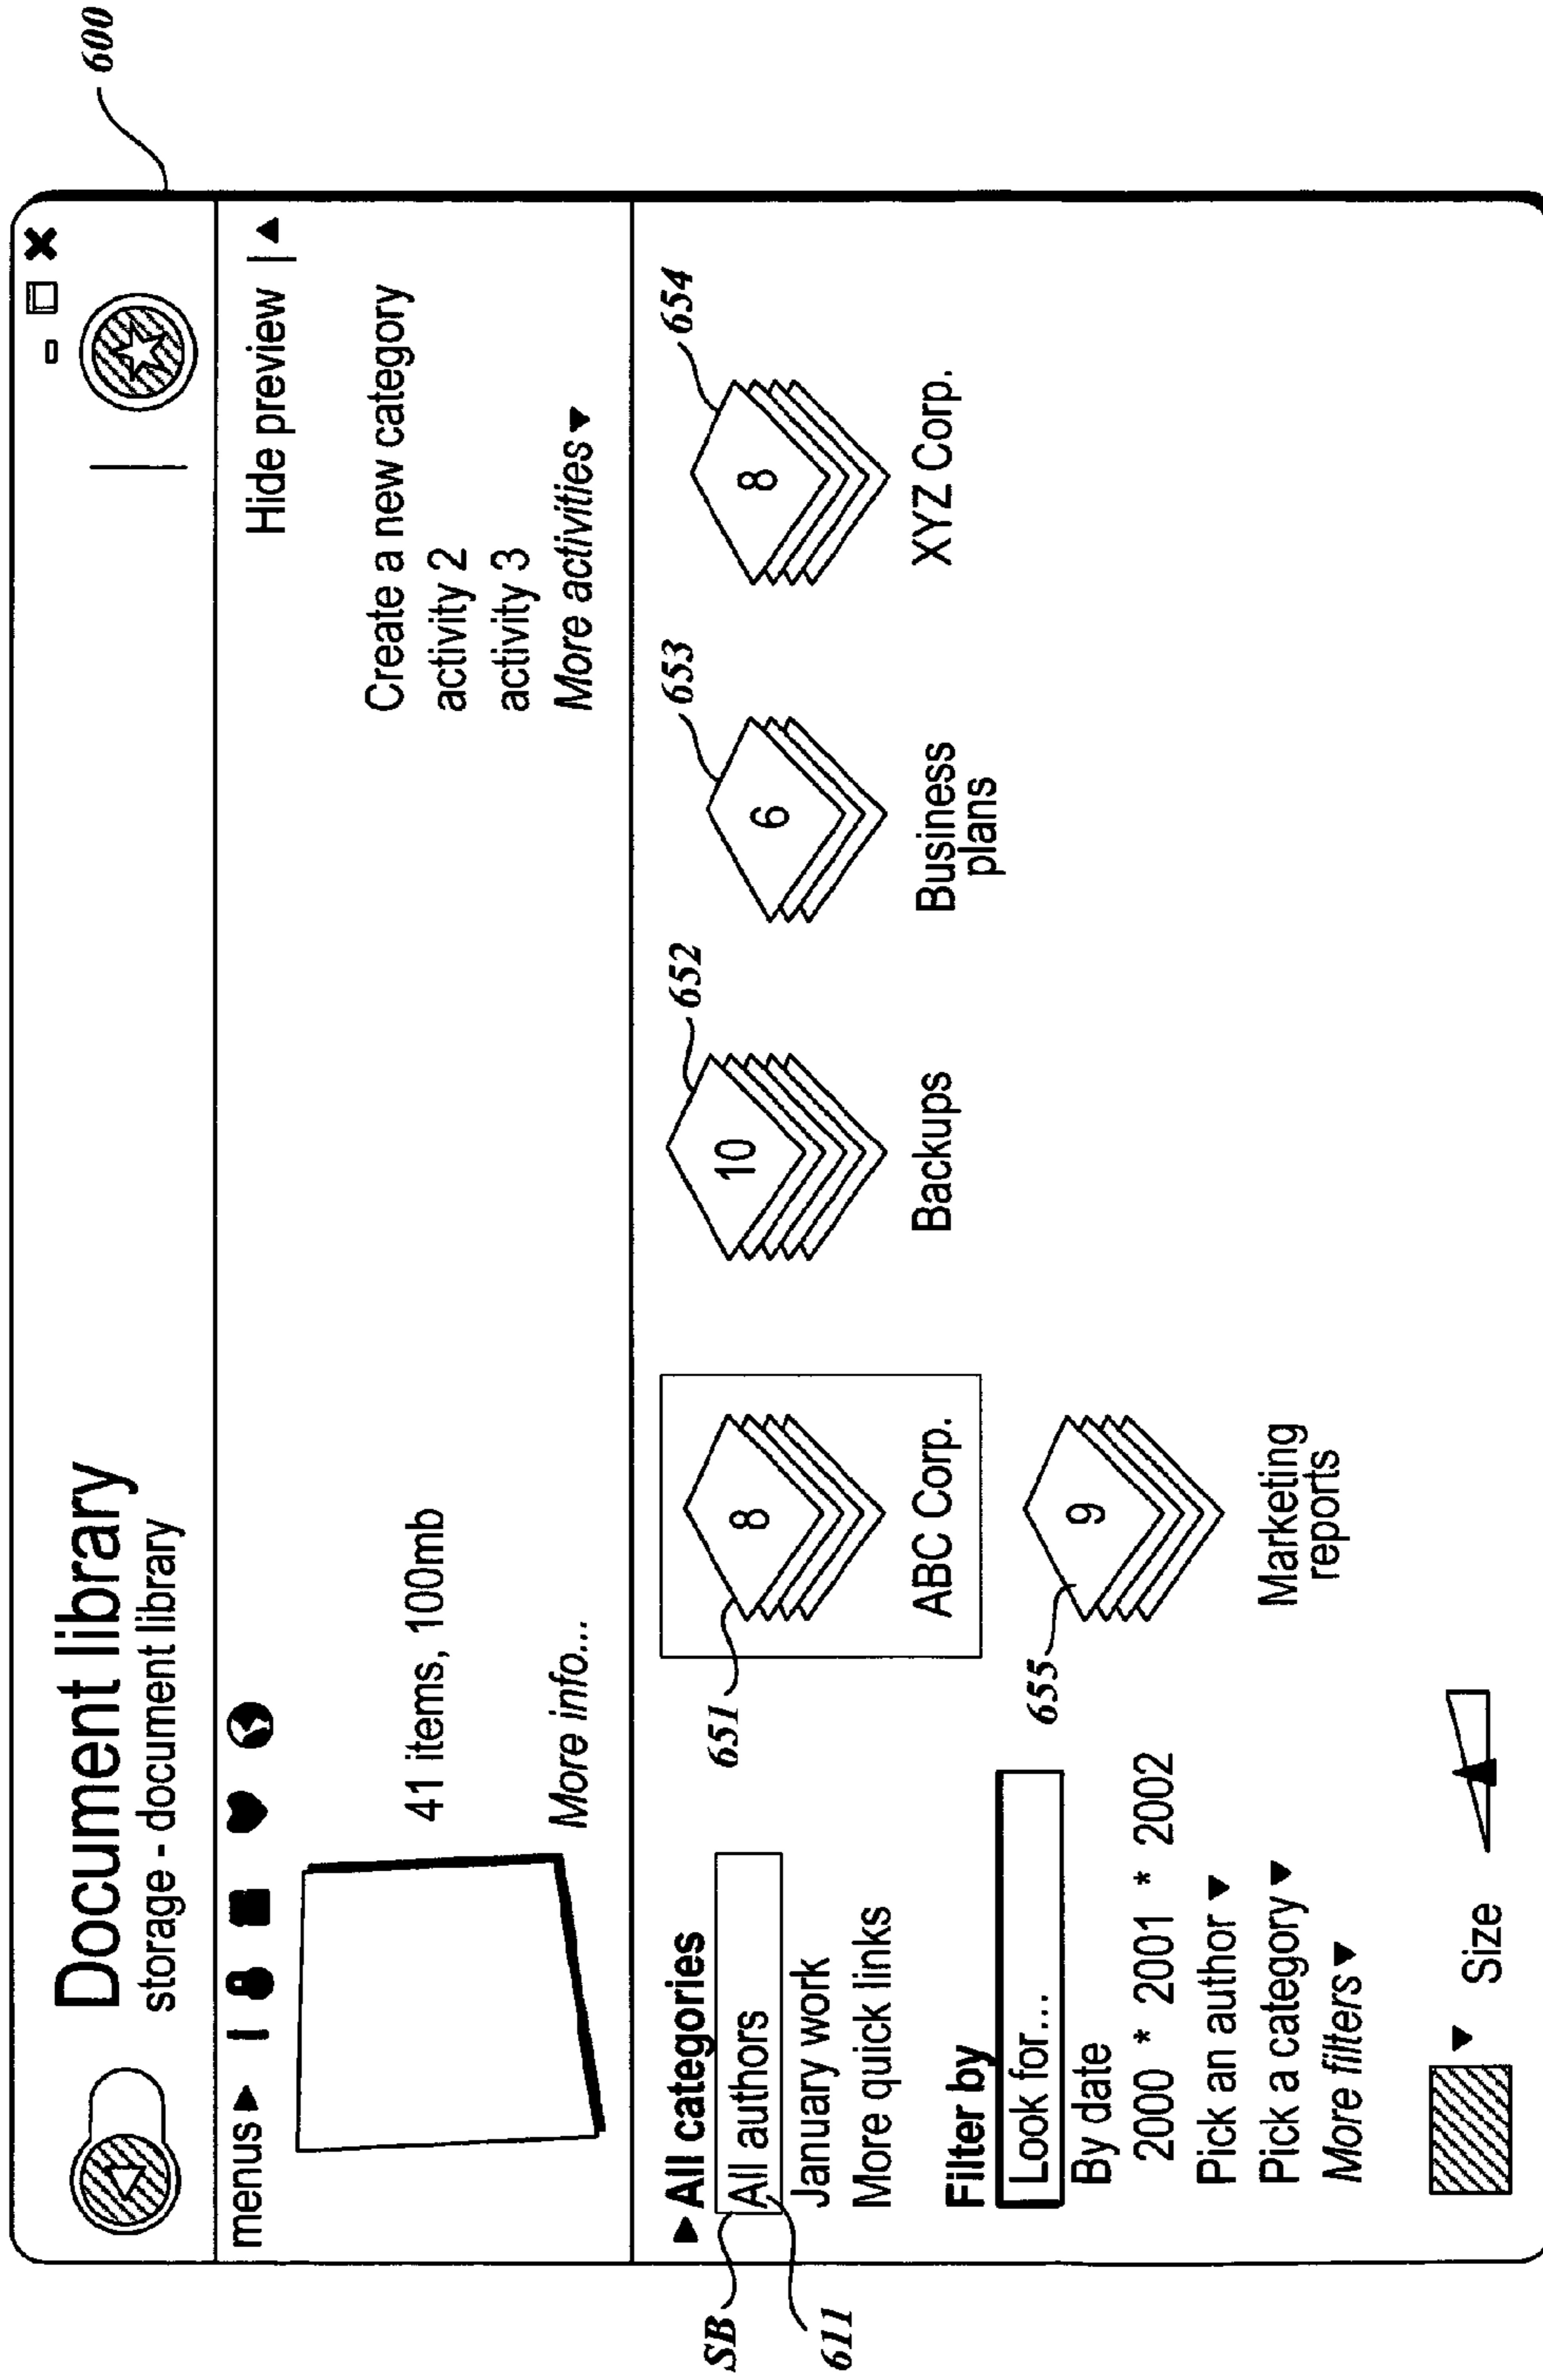 600
Document library
storage - document library
menus
Hide preview
41 items, 100mb
More info...
Create a new category
activity 2
activity 3
More activities
All categories
SB
All authors
611
January work
More quick links
Filter by
Look for...
By date
2000 * 2001 * 2002
Pick an author
Pick a category
More filters
Size
651
8
ABC Corp.
652
10
Backups
653
6
Business
plans
654
8
XYZ Corp.
655
9
Marketing
reports